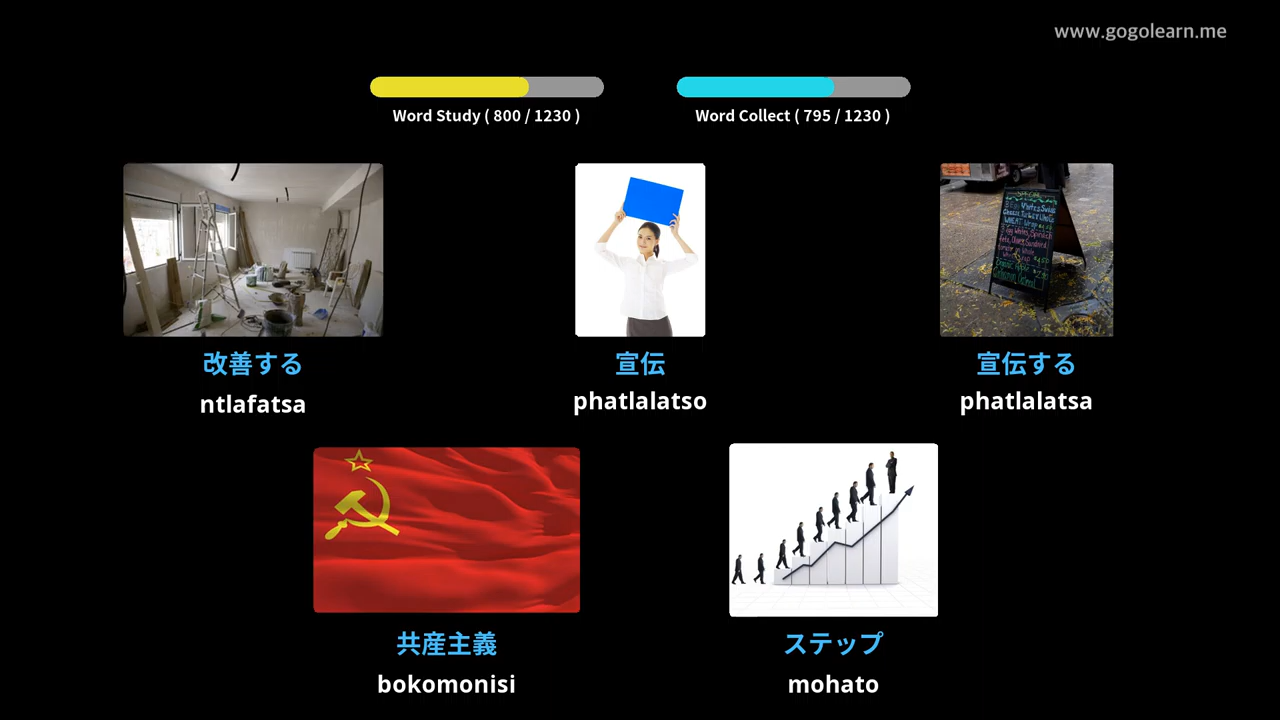 www.gogolearn.me
Word Study ( 800 / 1230 )
Word Collect ( 795 / 1230 )
改善する
ntlafatsa
宣伝
phatlalatso
宣伝する
phatlalatsa
共産主義
bokomonisi
ステップ
mohato